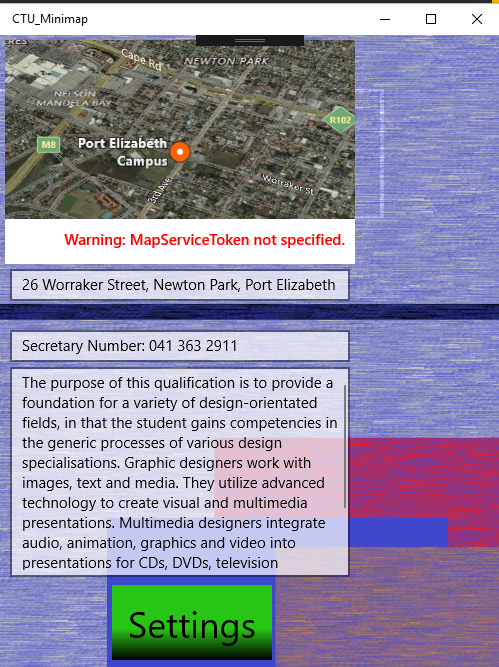 CTU_Minimap
CRES
Cape Rd
NEWTON PARK
NELSON
MANDELA BAY
R102
M8
Port Elizabeth
Campus
3rd Ave
Worraker St
Warning: MapServiceToken not specified.
26 Worraker Street, Newton Park, Port Elizabeth
Secretary Number: 041 363 2911
The purpose of this qualification is to provide a
foundation for a variety of design-orientated
fields, in that the student gains competencies in
the generic processes of various design
specialisations. Graphic designers work with
images, text and media. They utilize advanced
technology to create visual and multimedia
presentations. Multimedia designers integrate
audio, animation, graphics and video into
presentations for CDs, DVDs, television
Settings